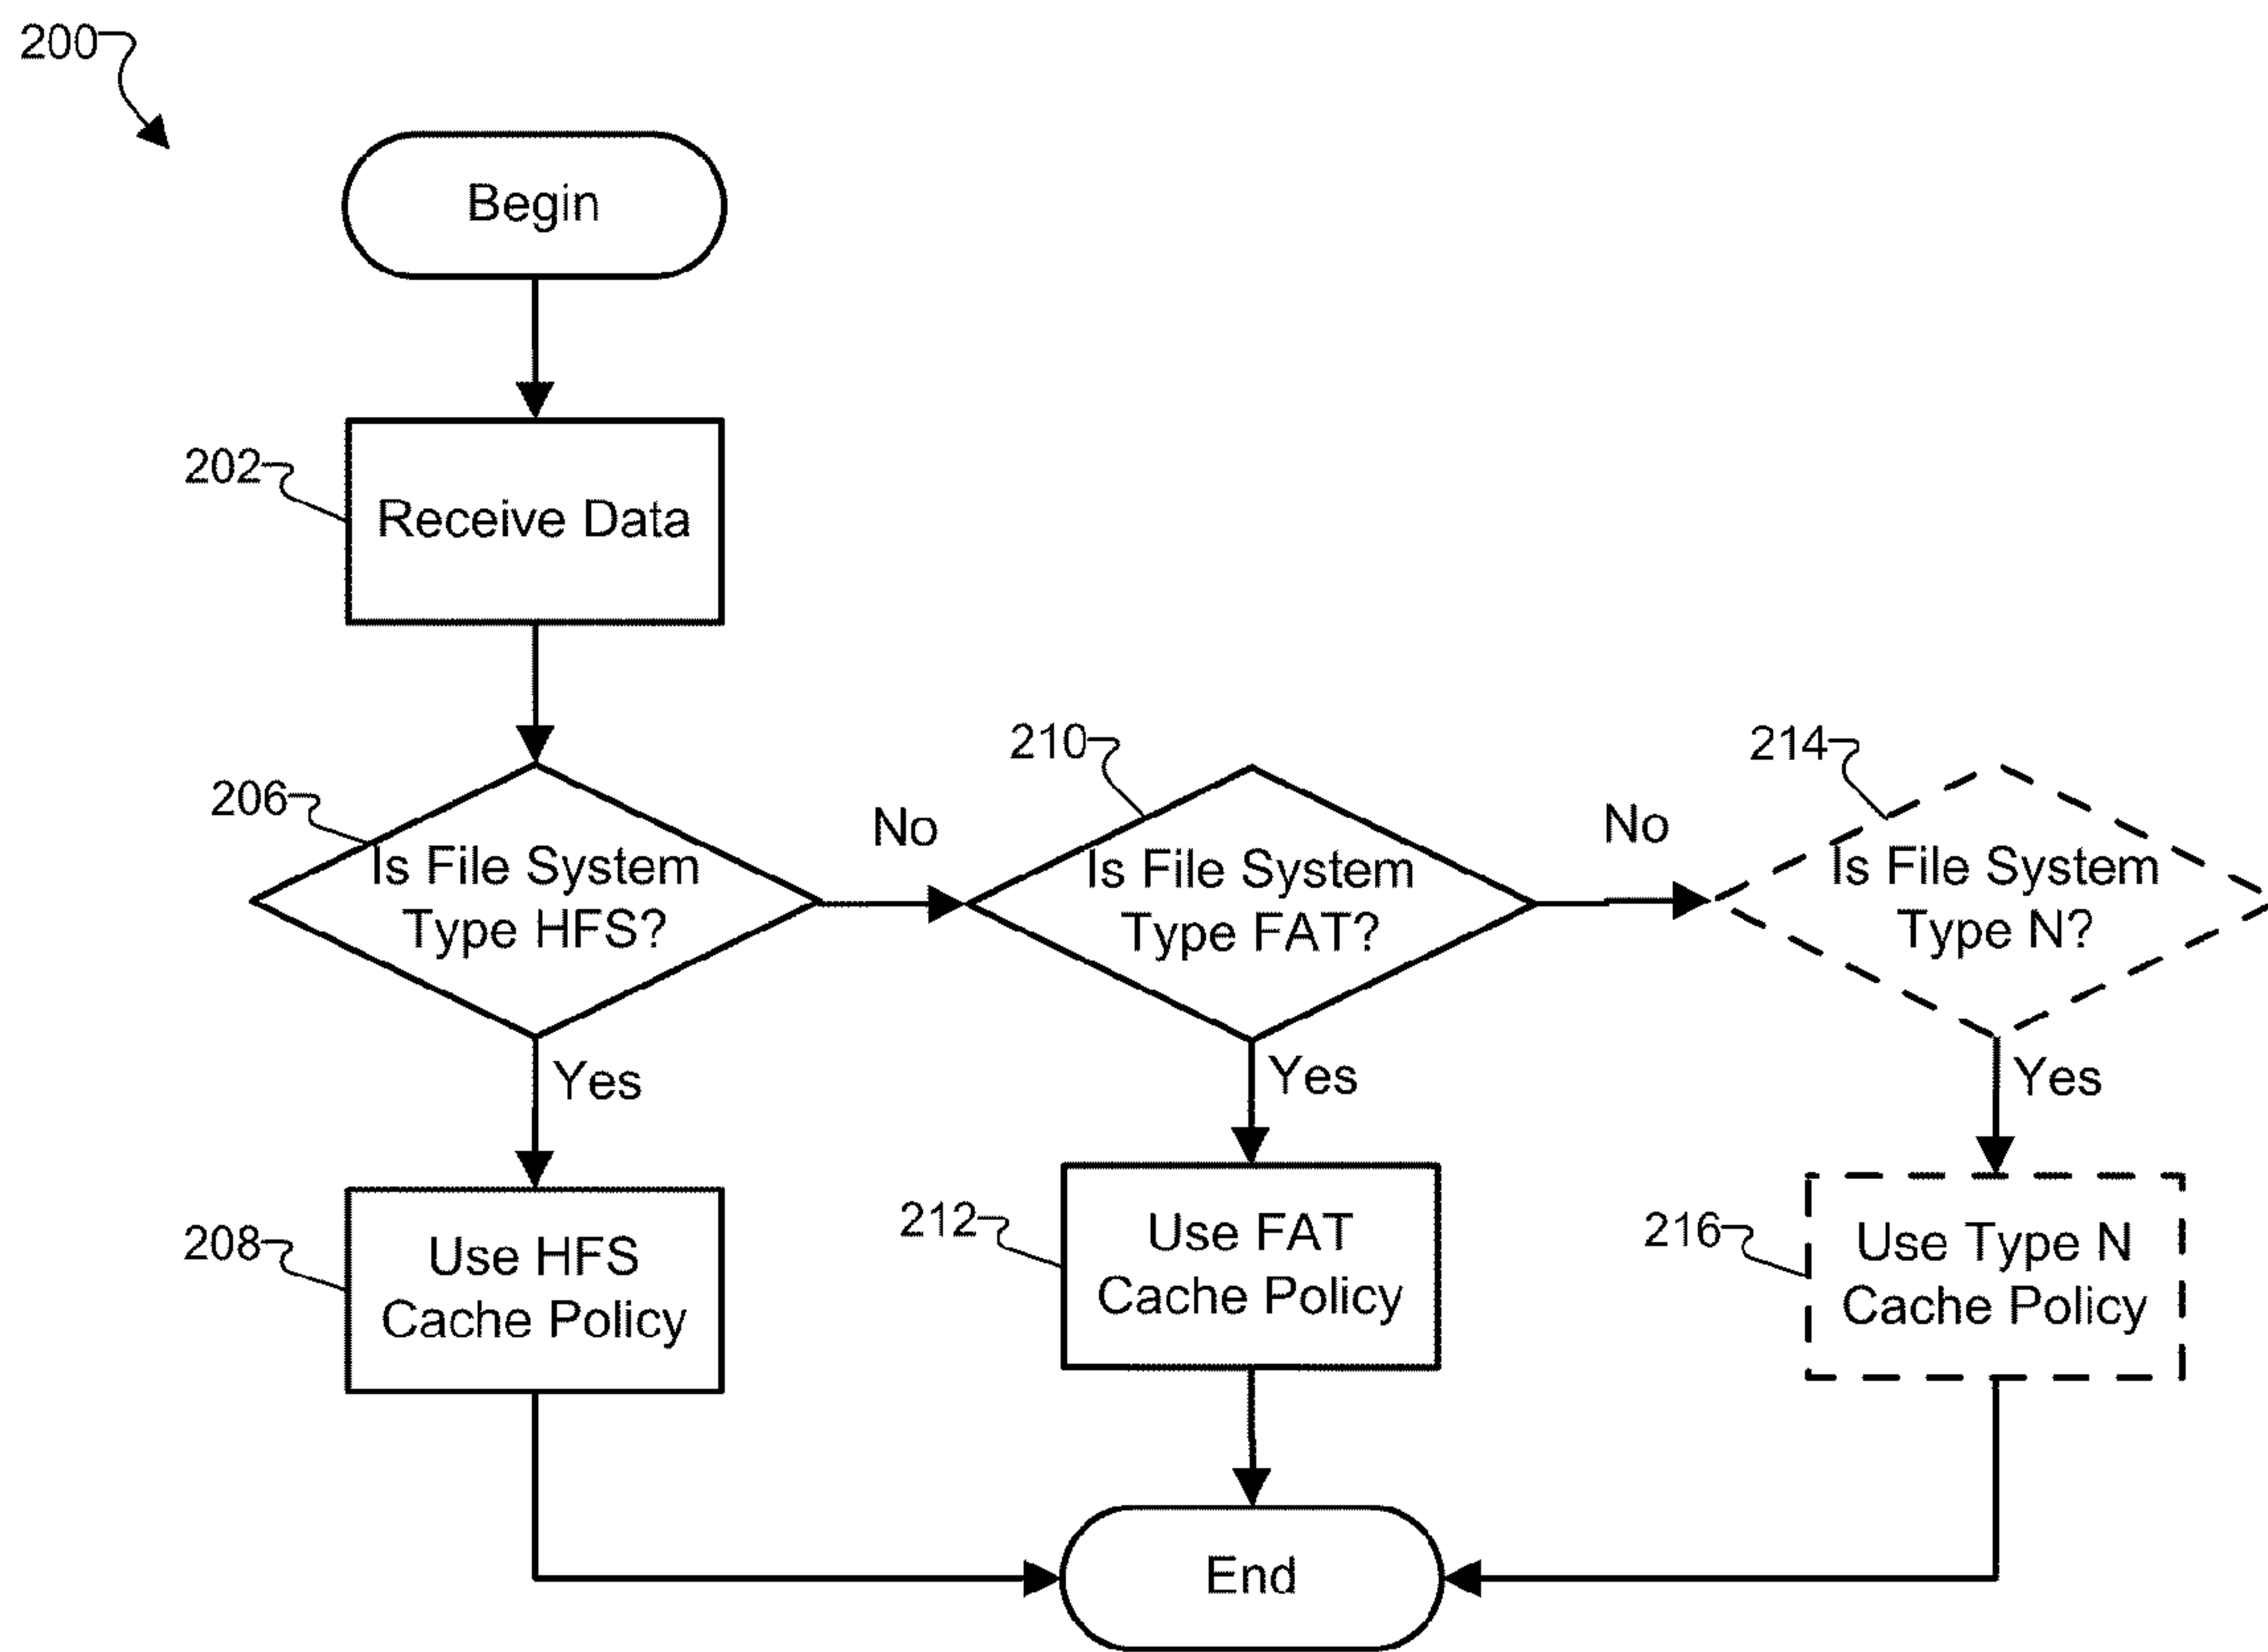 200
Begin
202
Receive Data
206
Is File System
Type HFS?
No
210
Is File System
Type FAT?
No
214
Is File System
Type N?
Yes
Yes
Yes
208
Use HFS
Cache Policy
212
Use FAT
Cache Policy
216
Use Type N
Cache Policy
End